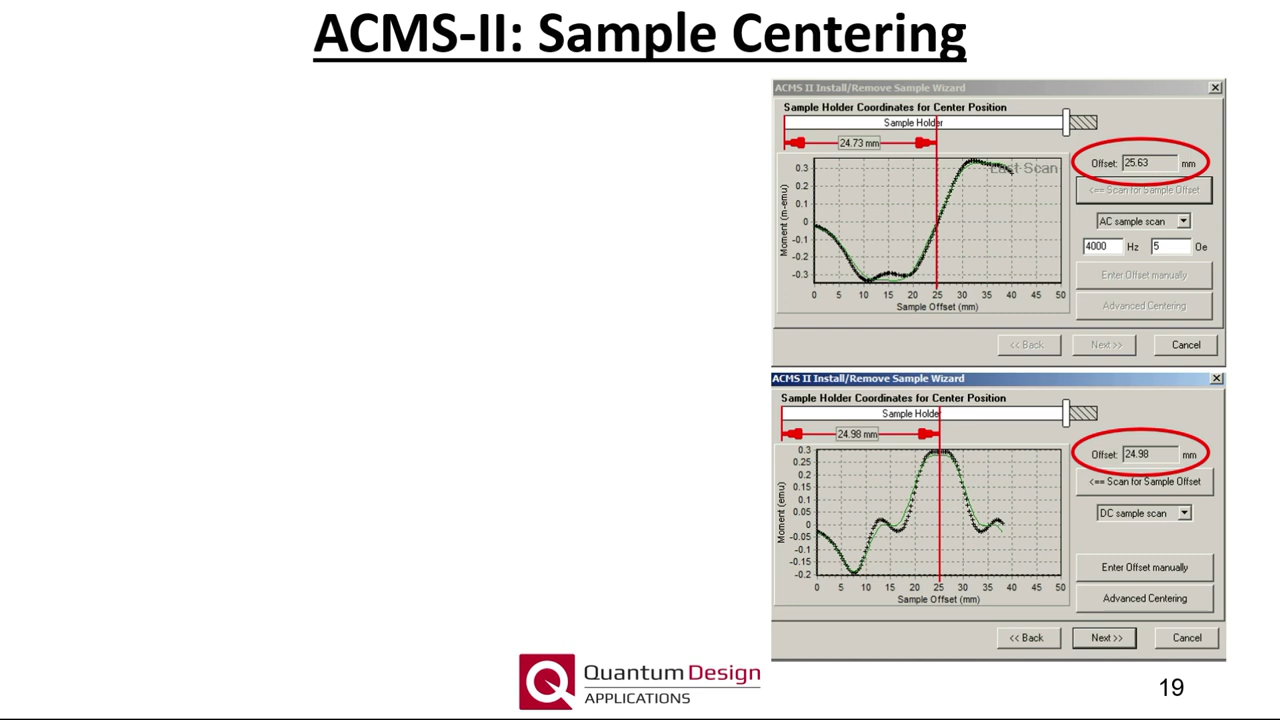 ACMS-II: Sample Centering
ACMS II Install/Remove Sample Wizard
Sample Holder Coordinates for Center Position
Sample Holder
24.73 mm
Last Scan
Moment (m-emu)
0.3
0.2
0.1
0
-0.1
-0.2
-0.3
0 5 10 15 20 25 30 35 40 45 50
Sample Offset (mm)
Offset: 25.63 mm
<== Scan for Sample Offset
AC sample scan
4000 Hz 5 Oe
Enter Offset manually
Advanced Centering
<< Back Next >> Cancel
ACMS II Install/Remove Sample Wizard
Sample Holder Coordinates for Center Position
Sample Holde
24.98 mm
Moment (emu)
0.3
0.25
0.2
0.15
0.1
0.05
0
-0.05
-0.1
-0.15
-0.2
0 5 10 15 20 25 30 35 40 45 50
Sample Offset (mm)
Offset: 24.98 mm
<== Scan for Sample Offset
DC sample scan
Enter Offset manually
Advanced Centering
<< Back Next >> Cancel
Quantum Design
APPLICATIONS
19